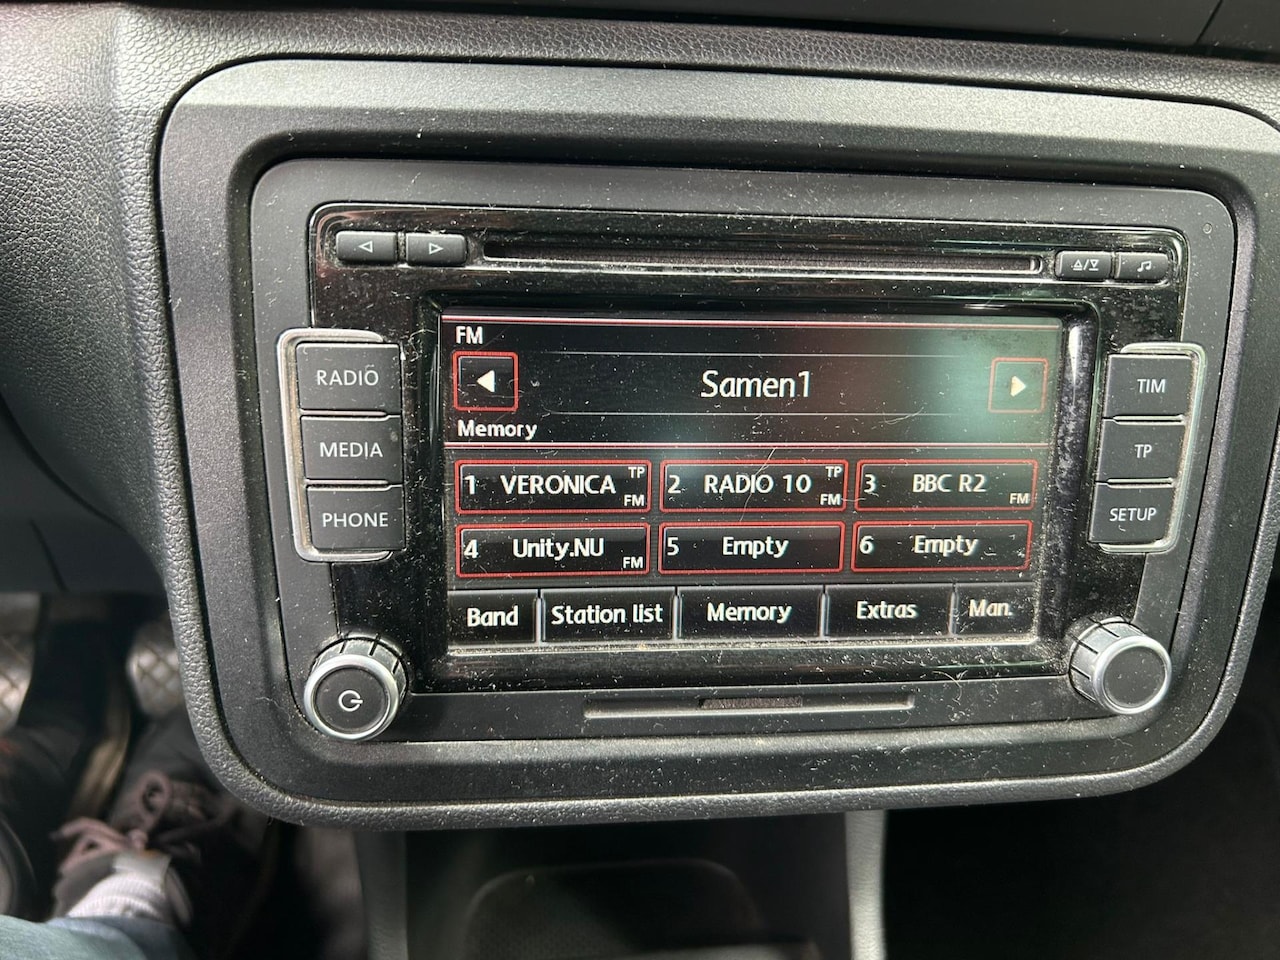 FM
Samen1
Memory
1 VERONICA TP FM
2 RADIO 10 TP FM
3 BBC R2 FM
4 Unity.NU FM
5 Empty
6 Empty
Band Station list Memory Extras Man.
RADIO
MEDIA
PHONE
TIM
TP
SETUP